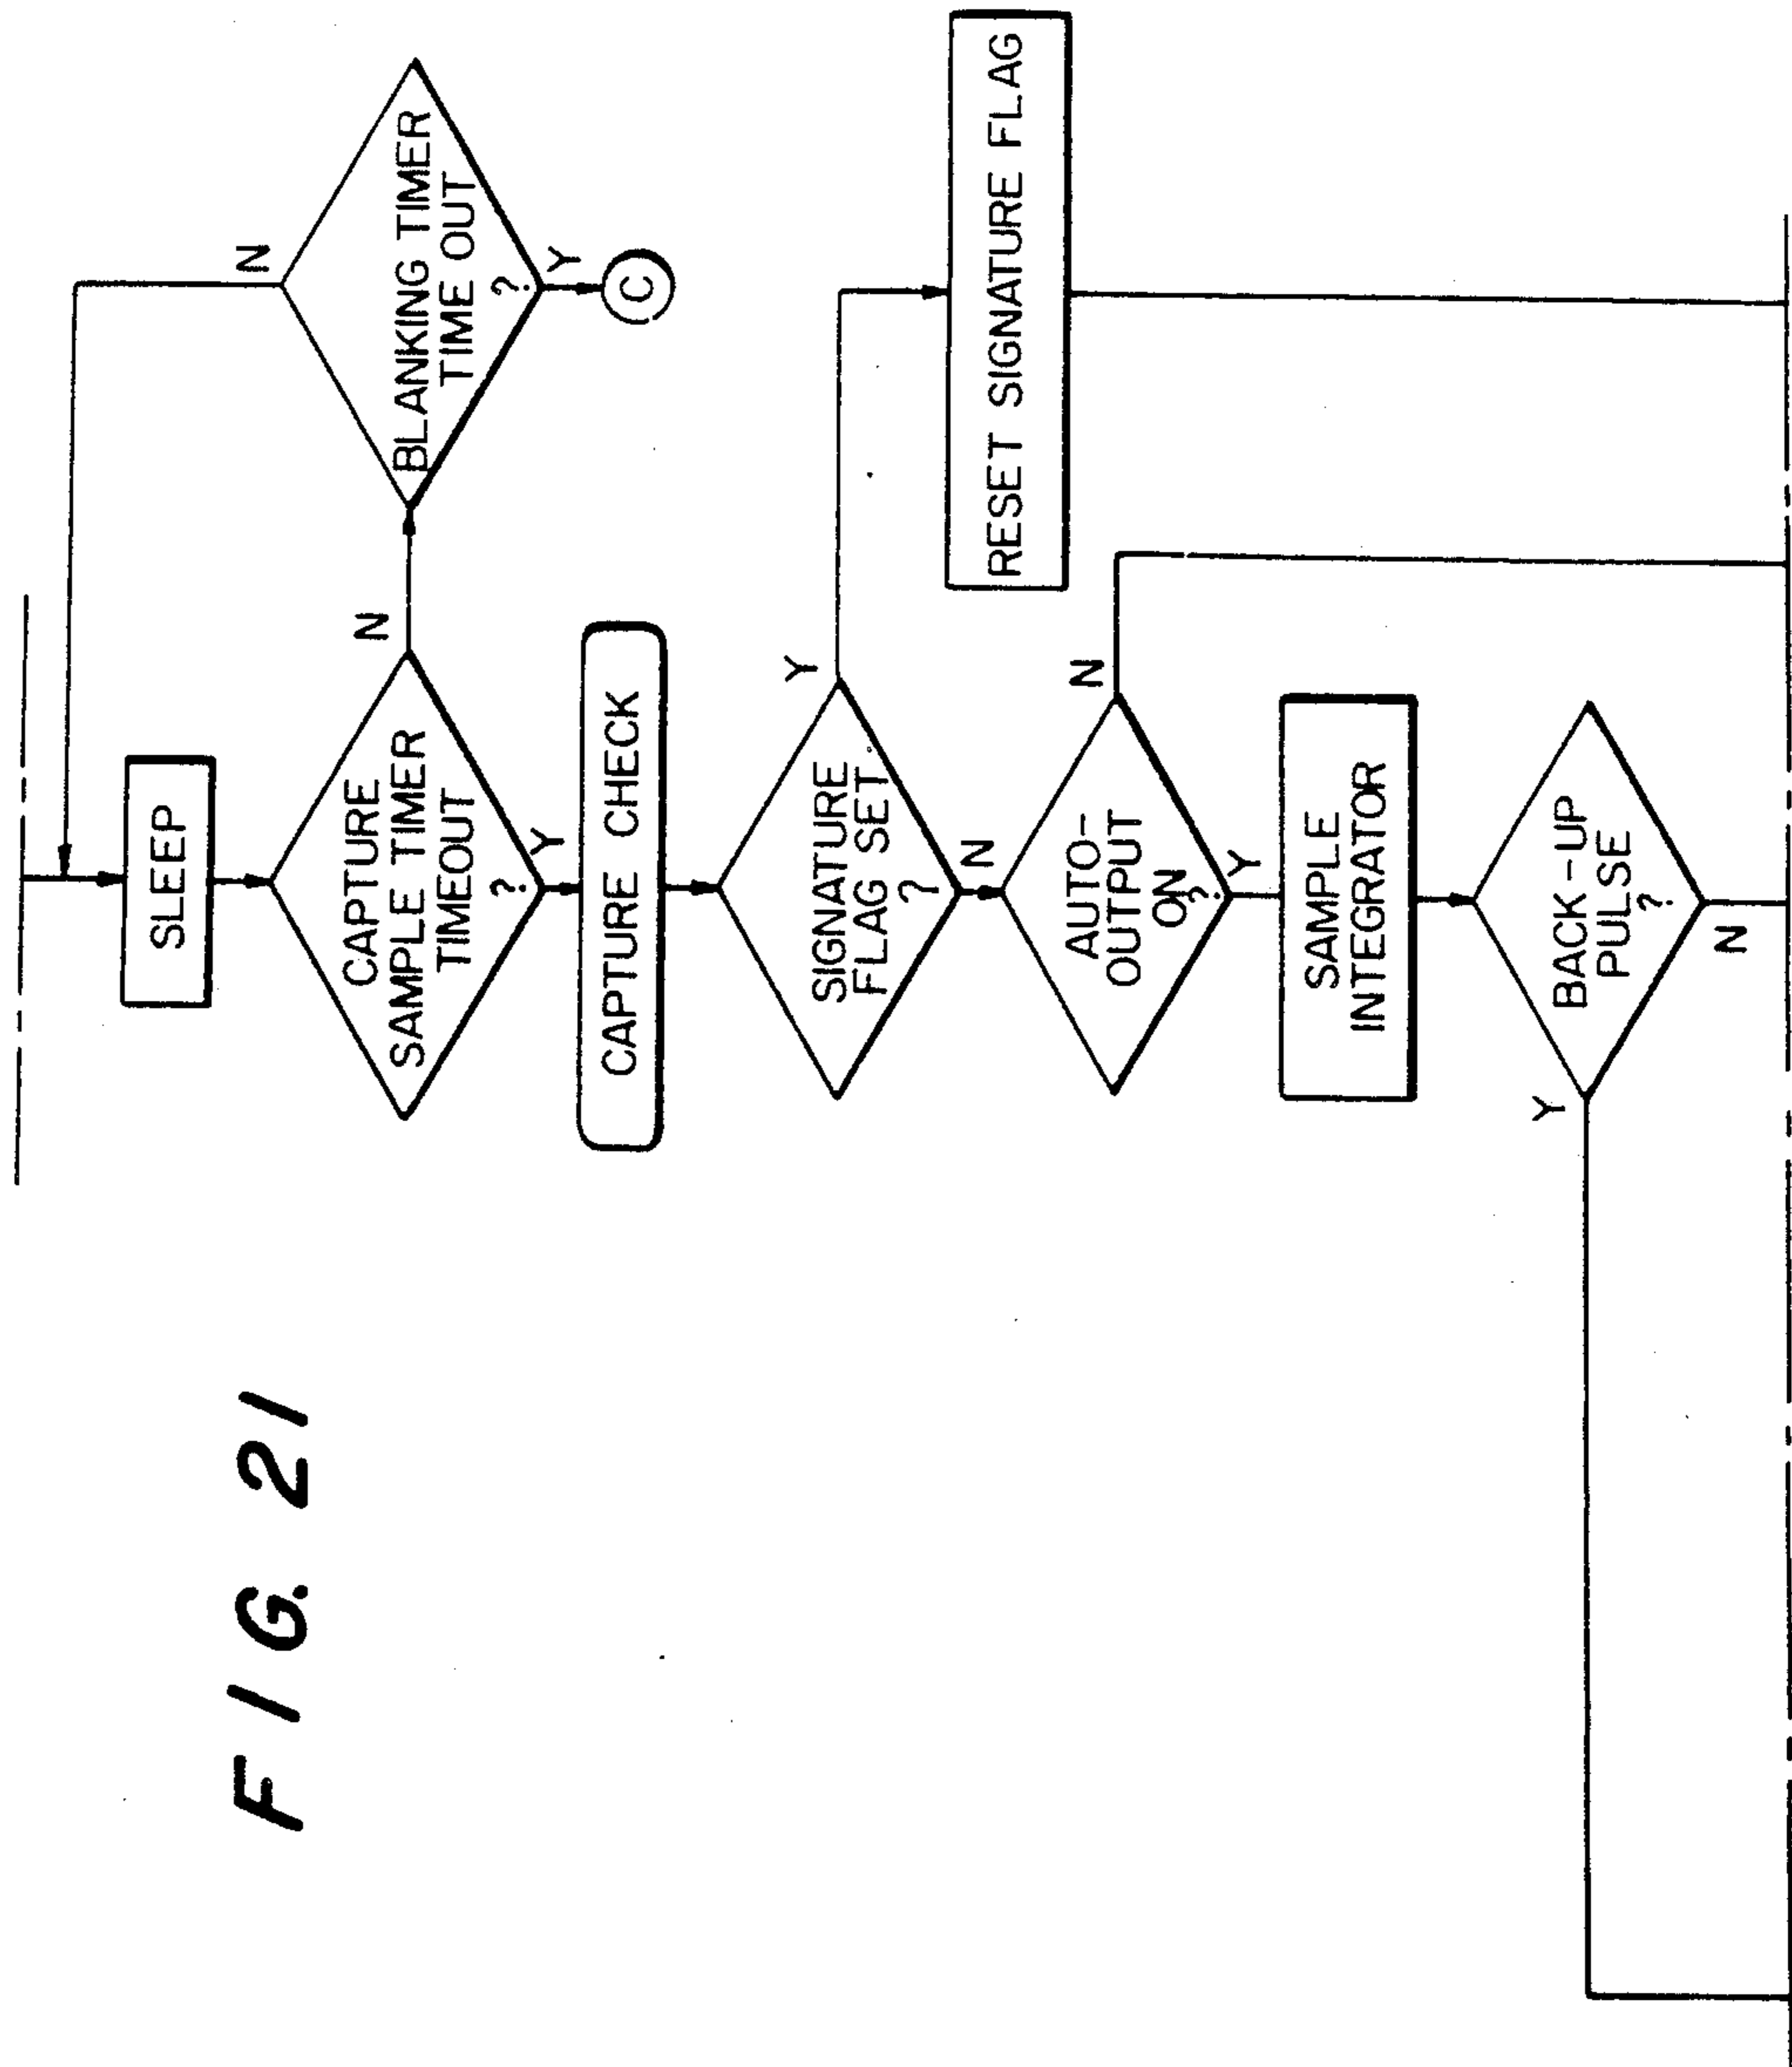 FIG. 21
SLEEP
CAPTURE
SAMPLE TIMER
TIMEOUT
?
N
Y
BLANKING TIMER
TIME OUT
?
N
Y
C
CAPTURE CHECK
SIGNATURE
FLAG SET
?
Y
N
RESET SIGNATURE FLAG
AUTO-
OUTPUT
ON
?
N
Y
SAMPLE
INTEGRATOR
BACK-UP
PULSE
?
Y
N